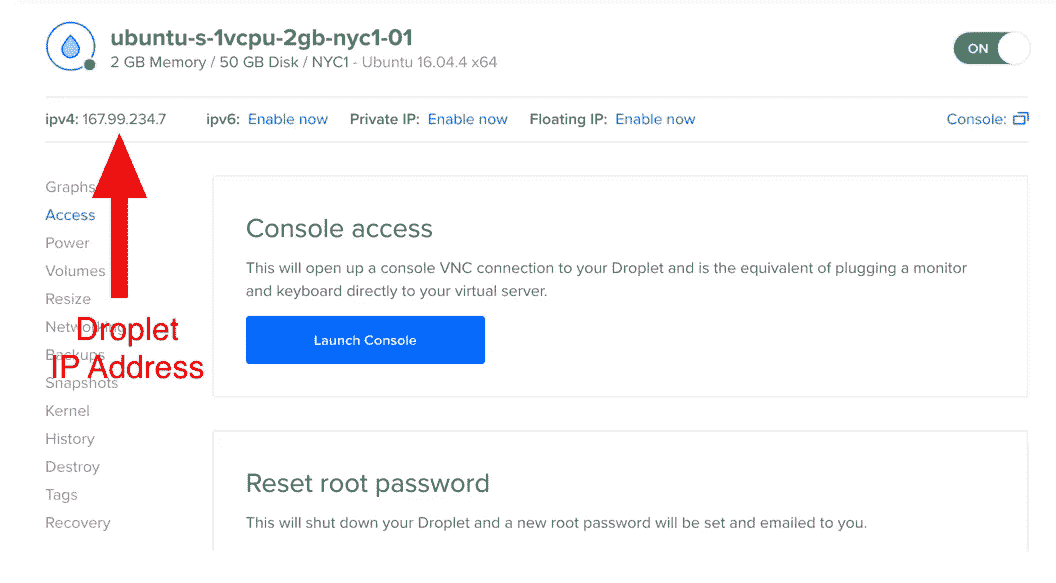 ubuntu-s-1vcpu-2gb-nyc1-01
2 GB Memory / 50 GB Disk / NYC1 - Ubuntu 16.04.4 x64
ON
ipv4: 167.99.234.7 ipv6: Enable now Private IP: Enable now Floating IP: Enable now Console:
Graphs
Access
Power
Volumes
Resize
Networking
Backups
Snapshots
Kernel
History
Destroy
Tags
Recovery
Droplet
IP Address
Console access
This will open up a console VNC connection to your Droplet and is the equivalent of plugging a monitor
and keyboard directly to your virtual server.
Launch Console
Reset root password
This will shut down your Droplet and a new root password will be set and emailed to you.